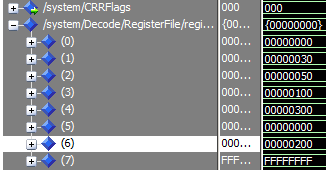 /system/CRRFlags 000 000
/system/Decode/RegisterFile/regi... {00... {00000000}
(0) 000... 00000000
(1) 000... 00000030
(2) 000... 00000050
(3) 000... 00000100
(4) 000... 00000300
(5) 000... 00000000
(6) 000... 00000200
(7) FFF... FFFFFFFF